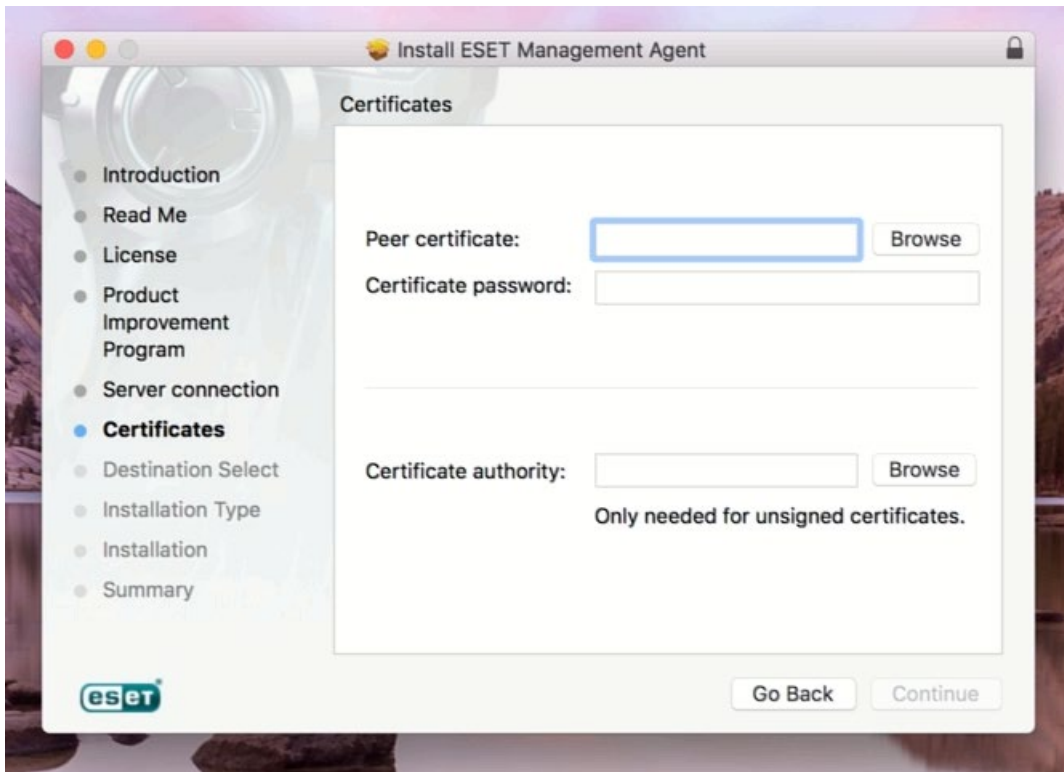 Install ESET Management Agent
Certificates
Introduction
Read Me
License
Product
Improvement
Program
Server connection
Certificates
Destination Select
Installation Type
Installation
Summary
Peer certificate:
Browse
Certificate password:
Certificate authority:
Browse
Only needed for unsigned certificates.
eseT
Go Back
Continue